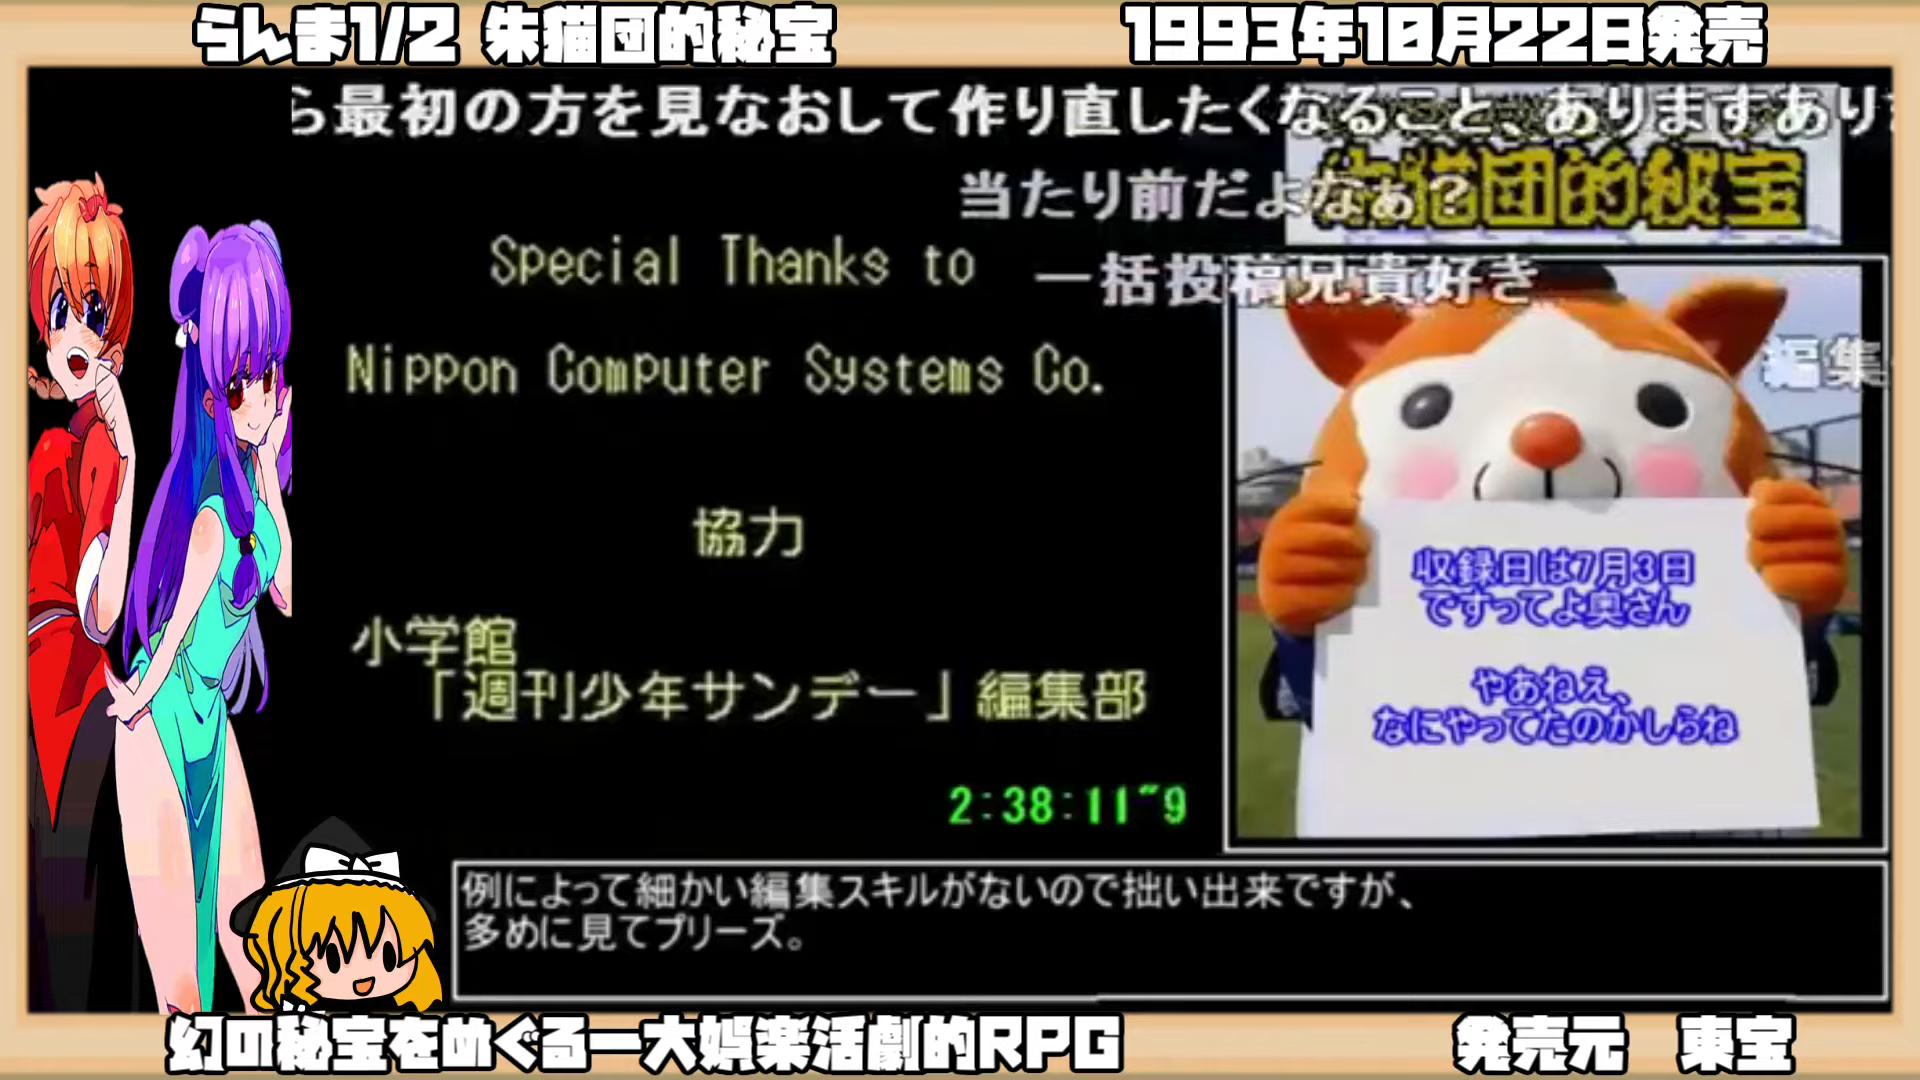 らんま1/2 朱猫団的秘宝
1993年10月22日発売
ら最初の方を見なおして作り直したくなること、ありますあり
当たり前だよなぁ？
猫団的秘宝
一括投稿兄貴好き
編集
Special Thanks to
Nippon Computer Systems Co.
協力
小学館
「週刊少年サンデー」編集部
2:38:11"9
収録日は7月3日
ですってよ奥さん
やあねえ、
なにやってたのかしらね
例によって細かい編集スキルがないので拙い出来ですが、
多めに見てプリーズ。
幻の秘宝をめぐる一大娯楽活劇的RPG
発売元　東宝